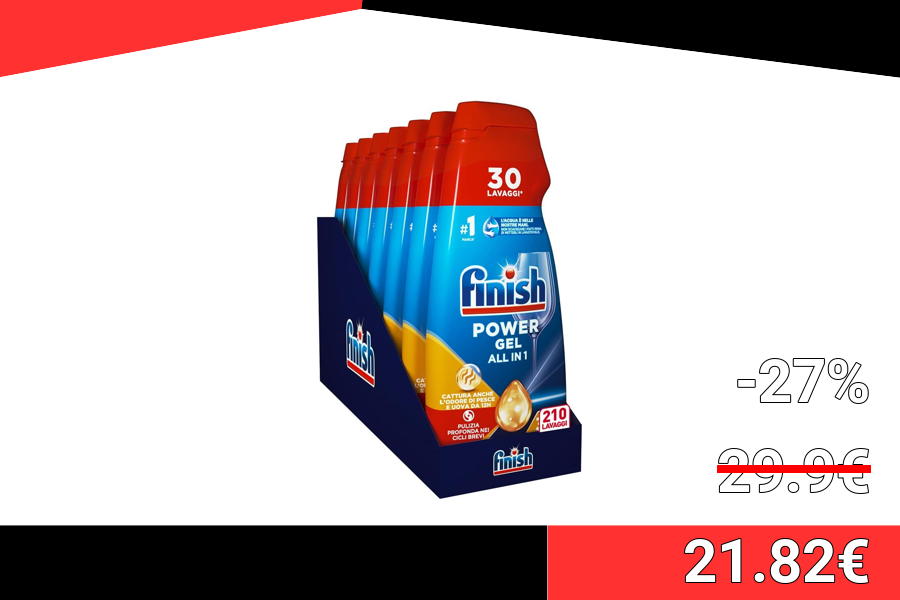 30
LAVAGGI*
#1
L'ACQUA È NELLE
NOSTRE MANI.
finish
POWER
GEL
ALL IN 1
CATTURA ANCHE
L'ODORE DI PESCE
E UOVA DA 12H
PULIZIA
PROFONDA NEI
CICLI BREVI
210
LAVAGGI
finish
finish
-27%
29.9€
21.82€